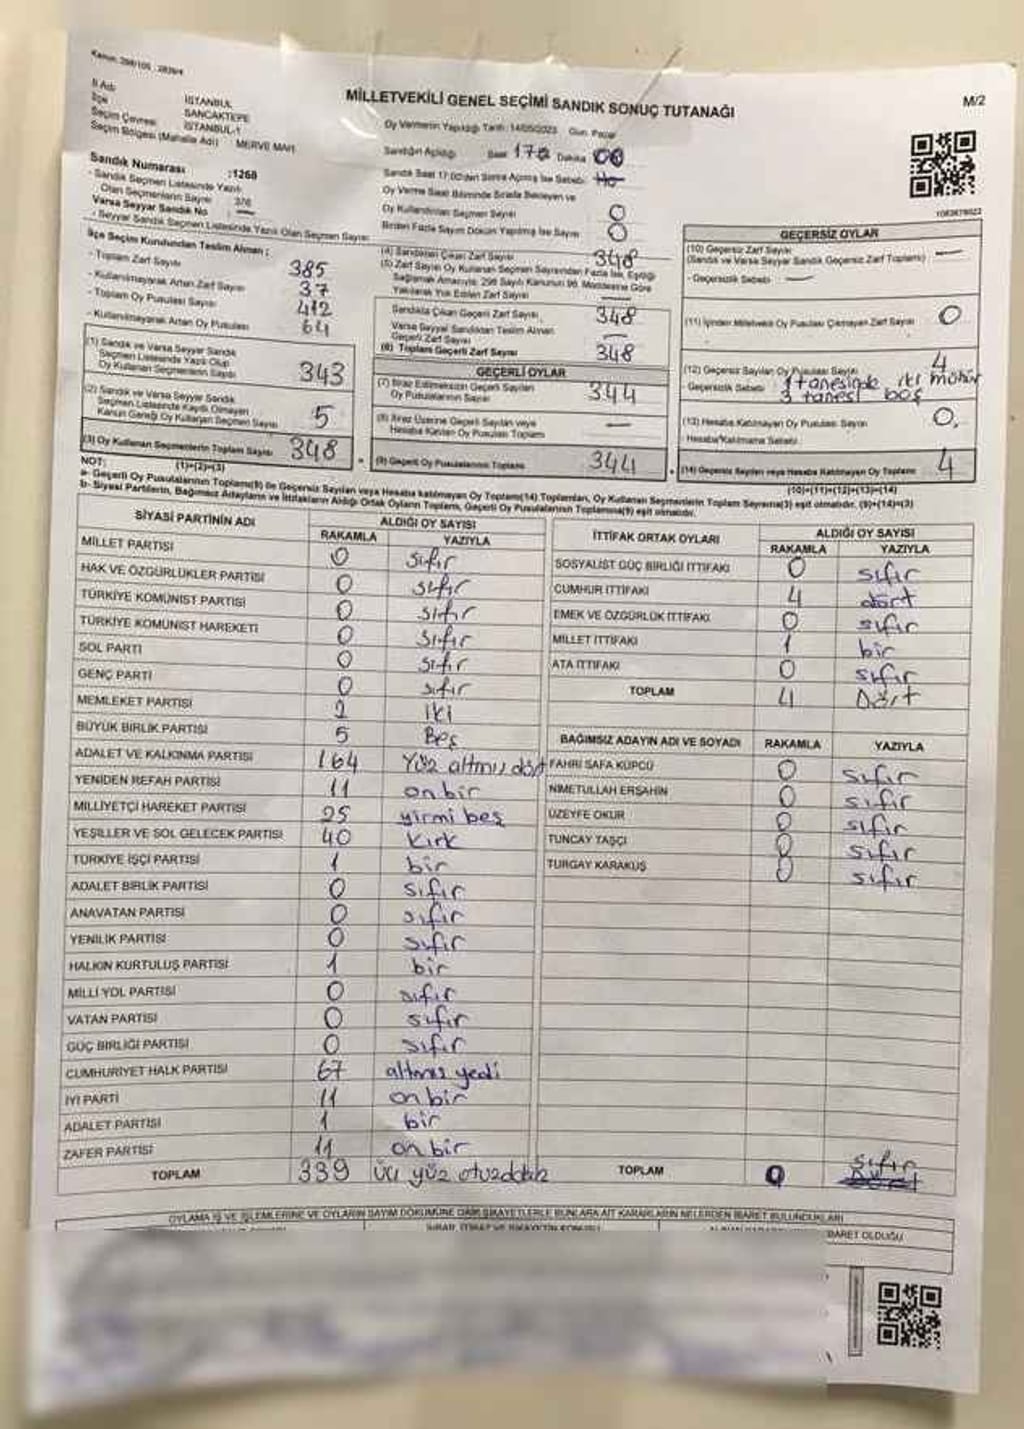 Kanun: 298/105 - 2839/4
MİLLETVEKİLİ GENEL SEÇİMİ SANDIK SONUÇ TUTANAĞI
M/2
İl Adı İSTANBUL
İlçe SANCAKTEPE
Seçim Çevresi İSTANBUL-1
Seçim Bölgesi (Mahalle Adı) MERVE MAH.
Sandık Numarası :1268
- Sandık Seçmen Listesinde Yazılı
Olan Seçmenlerin Sayısı 376
Varsa Seyyar Sandık No : —
- Seyyar Sandık Seçmen Listesinde Yazılı Olan Seçmen Sayısı
Oy Vermenin Yapıldığı Tarih: 14/05/2023 Gün: Pazar
Sandığın Açıldığı Saat Dakika 00
Sandık Saat 17:00'den Sonra Açılmış İse Sebebi:
Oy Verme Saati Bitiminde Sırada Bekleyen ve
Oy Kullandırılan Seçmen Sayısı 0
Birden Fazla Sayım Döküm Yapılmış İse Sayısı 0
İlçe Seçim Kurulundan Teslim Alınan ;
- Toplam Zarf Sayısı 385
- Kullanılmayarak Artan Zarf Sayısı 37
- Toplam Oy Pusulası Sayısı 412
- Kullanılmayarak Artan Oy Pusulası 64
(1) Sandık ve Varsa Seyyar Sandık
Seçmen Listesinde Yazılı Olup
Oy Kullanan Seçmenlerin Sayısı 343
(2) Sandık ve Varsa Seyyar Sandık
Seçmen Listesinde Kayıtlı Olmayan
Kanun Gereği Oy Kullanan Seçmen Sayısı 5
(3) Oy Kullanan Seçmenlerin Toplam Sayısı 348
(1)+(2)=(3)
(4) Sandıktan Çıkan Zarf Sayısı 348
(5) Zarf Sayısı Oy Kullanan Seçmen Sayısından Fazla İse, Eşitliği
Sağlamak Amacıyla; 298 Sayılı Kanunun 98. Maddesine Göre
Yakılarak Yok Edilen Zarf Sayısı —
Sandıkta Çıkan Geçerli Zarf Sayısı 348
Varsa Seyyar Sandıktan Teslim Alınan
Geçerli Zarf Sayısı —
(6) Toplam Geçerli Zarf Sayısı 348
GEÇERLİ OYLAR
(7) İtiraz Edilmeksizin Geçerli Sayılan
Oy Pusulalarının Sayısı 344
(8) İtiraz Üzerine Geçerli Sayılan veya
Hesaba Katılan Oy Pusulası Toplamı —
(9) Geçerli Oy Pusulalarının Toplamı 344
1083678022
GEÇERSİZ OYLAR
(10) Geçersiz Zarf Sayısı
(Sandık ve Varsa Seyyar Sandık Geçersiz Zarf Toplamı) —
- Geçersizlik Sebebi: —
(11) İçinden Milletvekili Oy Pusulası Çıkmayan Zarf Sayısı 0
(12) Geçersiz Sayılan Oy Pusulası Sayısı 4
Geçersizlik Sebebi: 1 tanesinde iki mühür
3 tanesi boş
(13) Hesaba Katılmayan Oy Pusulası Sayısı 0.
- Hesaba Katılmama Sebebi:
(14) Geçersiz Sayılan veya Hesaba Katılmayan Oy Toplamı 4
(10)+(11)+(12)+(13)=(14)
NOT:
a- Geçerli Oy Pusulalarının Toplamı(9) ile Geçersiz Sayılan veya Hesaba katılmayan Oy Toplamı(14) Toplamları, Oy Kullanan Seçmenlerin Toplam Sayısına(3) eşit olmalıdır. (9)+(14)=(3)
b- Siyasi Partilerin, Bağımsız Adayların ve İttifakların Aldığı Ortak Oyların Toplamı, Geçerli Oy Pusulalarının Toplamına(9) eşit olmalıdır.
SİYASİ PARTİNİN ADI ALDIĞI OY SAYISI
RAKAMLA YAZIYLA
MİLLET PARTİSİ 0 sıfır
HAK VE ÖZGÜRLÜKLER PARTİSİ 0 sıfır
TÜRKİYE KOMÜNİST PARTİSİ 0 sıfır
TÜRKİYE KOMÜNİST HAREKETİ 0 sıfır
SOL PARTİ 0 sıfır
GENÇ PARTİ 0 sıfır
MEMLEKET PARTİSİ 2 iki
BÜYÜK BİRLİK PARTİSİ 5 Beş
ADALET VE KALKINMA PARTİSİ 164 Yüz altmış dört
YENİDEN REFAH PARTİSİ 11 on bir
MİLLİYETÇİ HAREKET PARTİSİ 25 yirmi beş
YEŞİLLER VE SOL GELECEK PARTİSİ 40 kırk
TÜRKİYE İŞÇİ PARTİSİ 1 bir
ADALET BİRLİK PARTİSİ 0 sıfır
ANAVATAN PARTİSİ 0 sıfır
YENİLİK PARTİSİ 0 sıfır
HALKIN KURTULUŞ PARTİSİ 1 bir
MİLLİ YOL PARTİSİ 0 sıfır
VATAN PARTİSİ 0 sıfır
GÜÇ BİRLİĞİ PARTİSİ 0 sıfır
CUMHURİYET HALK PARTİSİ 67 altmış yedi
İYİ PARTİ 11 on bir
ADALET PARTİSİ 1 bir
ZAFER PARTİSİ 11 on bir
TOPLAM 339 üç yüz otuzdokuz
İTTİFAK ORTAK OYLARI ALDIĞI OY SAYISI
RAKAMLA YAZIYLA
SOSYALİST GÜÇ BİRLİĞİ İTTİFAKI 0 sıfır
CUMHUR İTTİFAKI 4 dört
EMEK VE ÖZGÜRLÜK İTTİFAKI 0 sıfır
MİLLET İTTİFAKI 1 bir
ATA İTTİFAKI 0 sıfır
TOPLAM 4 Dört
BAĞIMSIZ ADAYIN ADI VE SOYADI RAKAMLA YAZIYLA
FAHRİ SAFA KÜPCÜ 0 sıfır
NİMETULLAH ERŞAHİN 0 sıfır
ÜZEYFE OKUR 0 sıfır
TUNCAY TAŞÇI 0 sıfır
TURGAY KARAKUŞ 0 sıfır
TOPLAM 0 sıfır
OYLAMA İŞ VE İŞLEMLERİNE VE OYLARIN SAYIM DÖKÜMÜNE DAİR ŞİKAYETLERLE BUNLARA AİT KARARLARIN NELERDEN İBARET BULUNDUKLARI
İBARET OLDUĞU